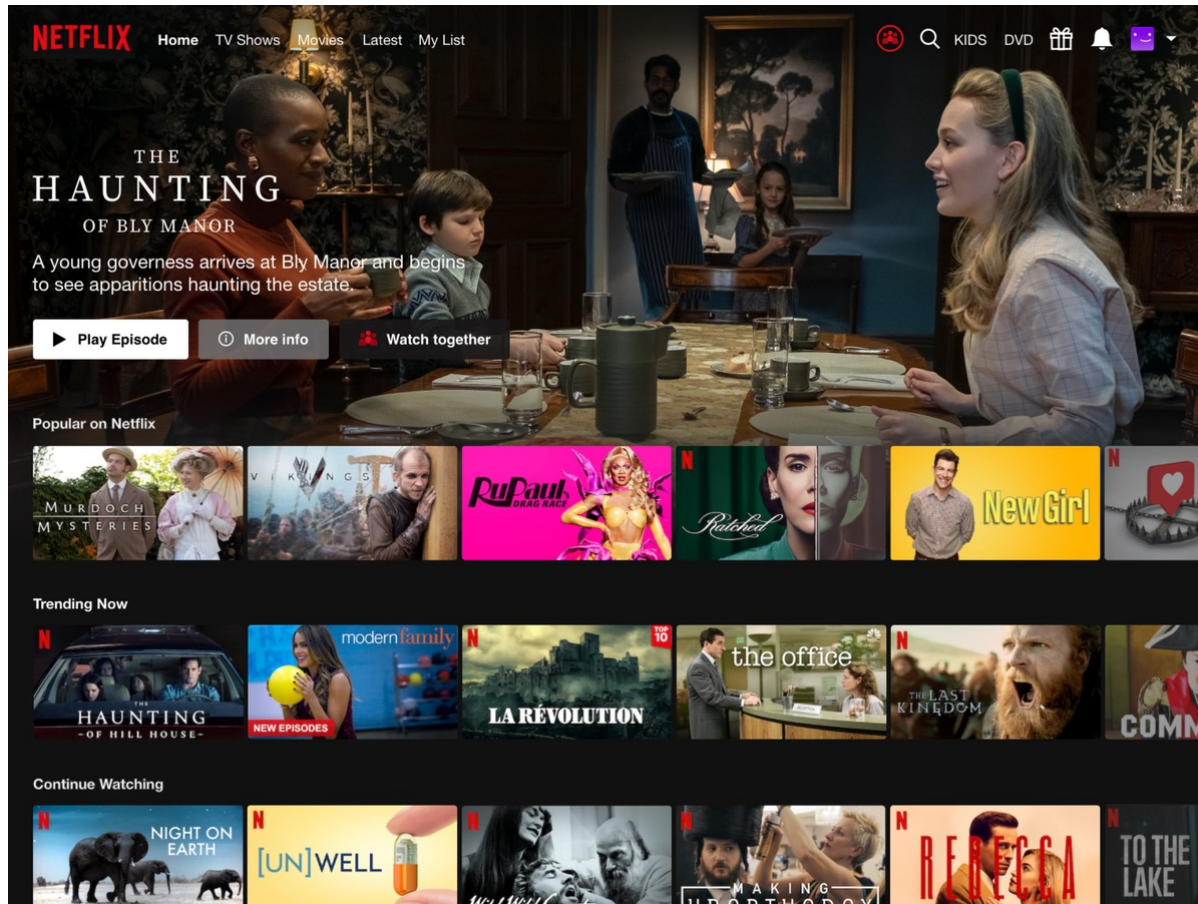 NETFLIX
Home TV Shows Movies Latest My List
KIDS DVD
THE
HAUNTING
OF BLY MANOR
A young governess arrives at Bly Manor and begins
to see apparitions haunting the estate.
Play Episode More info Watch together
Popular on Netflix
MURDOCH
MYSTERIES
VIKINGS
RuPaul's
DRAG RACE
N
Ratched
New Girl
N
Trending Now
N
THE
HAUNTING
-OF HILL HOUSE-
modern family
NEW EPISODES
N
TOP
10
LA RÉVOLUTION
the office
N
THE LAST
KINGDOM
COMM
Continue Watching
N
NIGHT ON
EARTH
N
[UN]WELL
N
N
MAKING
UNORTHODOX
N
REBECCA
N
TO THE
LAKE